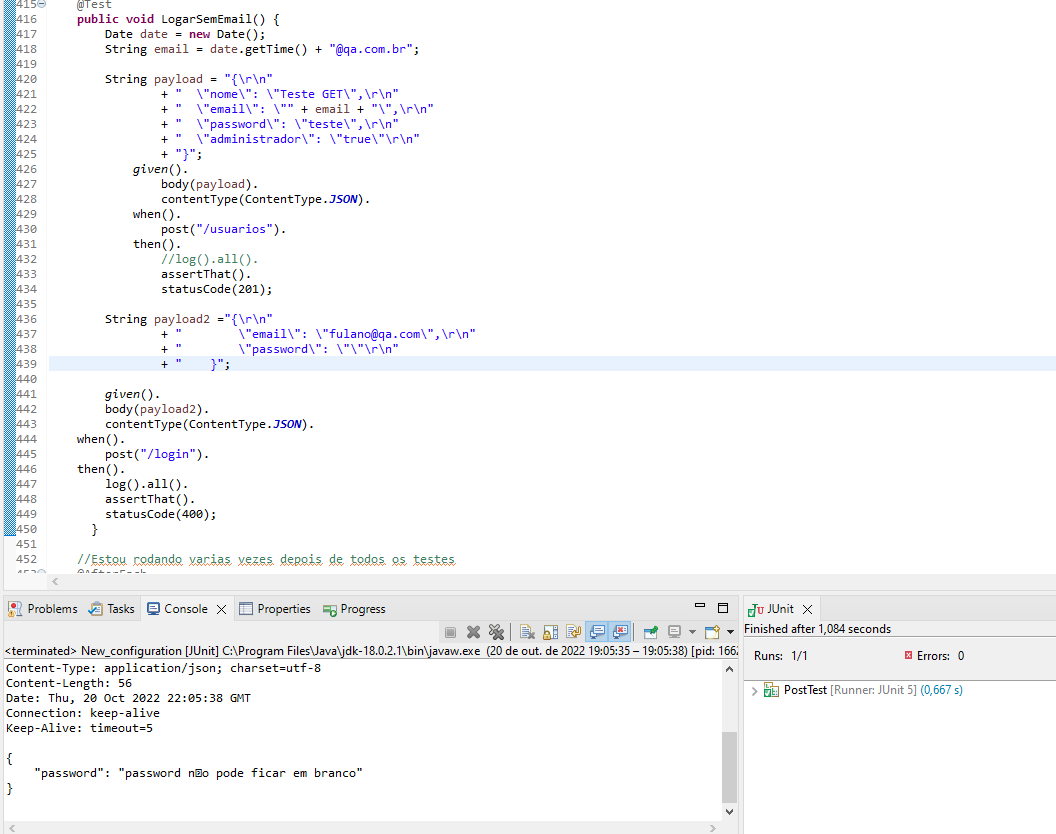 415 @Test
416 public void LogarSemEmail() {
417 Date date = new Date();
418 String email = date.getTime() + "@qa.com.br";
419
420 String payload = "{\r\n"
421 + "  \"nome\": \"Teste GET\",\r\n"
422 + "  \"email\": \"" + email + "\",\r\n"
423 + "  \"password\": \"teste\",\r\n"
424 + "  \"administrador\": \"true\"\r\n"
425 + "}";
426 given().
427 body(payload).
428 contentType(ContentType.JSON).
429 when().
430 post("/usuarios").
431 then().
432 //log().all().
433 assertThat().
434 statusCode(201);
435
436 String payload2 ="{\r\n"
437 + "        \"email\": \"fulano@qa.com\",\r\n"
438 + "        \"password\": \"\"\r\n"
439 + "    }";
440
441 given().
442 body(payload2).
443 contentType(ContentType.JSON).
444 when().
445 post("/login").
446 then().
447 log().all().
448 assertThat().
449 statusCode(400);
450 }
451
452 //Estou rodando varias vezes depois de todos os testes
453 @AfterEach
Problems Tasks Console Properties Progress
<terminated> New_configuration [JUnit] C:\Program Files\Java\jdk-18.0.2.1\bin\javaw.exe (20 de out. de 2022 19:05:35 – 19:05:38) [pid: 1662
Content-Type: application/json; charset=utf-8
Content-Length: 56
Date: Thu, 20 Oct 2022 22:05:38 GMT
Connection: keep-alive
Keep-Alive: timeout=5
{
"password": "password n�o pode ficar em branco"
}
JUnit
Finished after 1,084 seconds
Runs: 1/1 Errors: 0
PostTest [Runner: JUnit 5] (0,667 s)